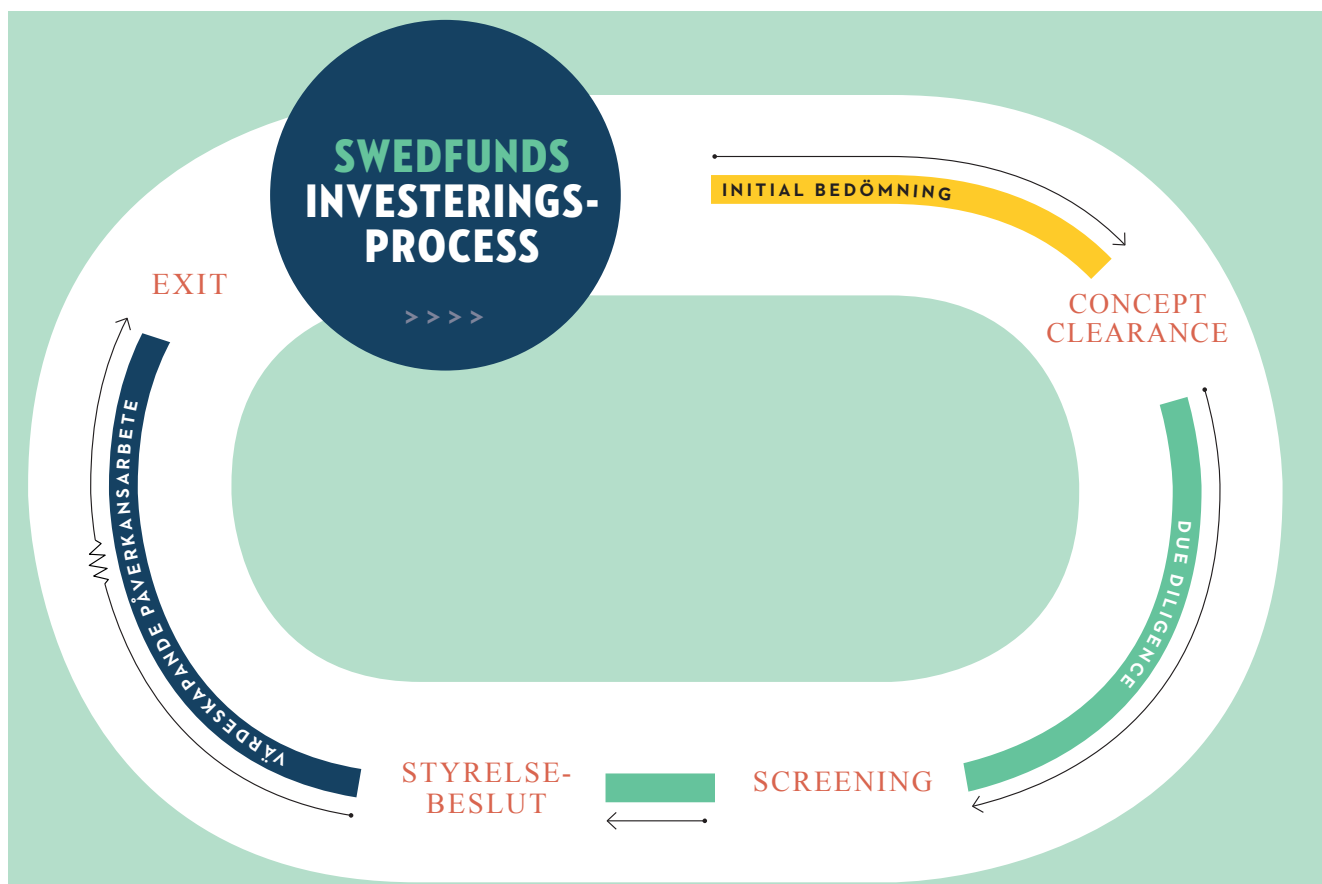 SWEDFUNDS
INVESTERINGS-
PROCESS
> > > >
INITIAL BEDÖMNING
CONCEPT
CLEARANCE
DUE DILIGENCE
SCREENING
STYRELSE-
BESLUT
VÄRDESKAPANDE PÅVERKANSARBETE
EXIT